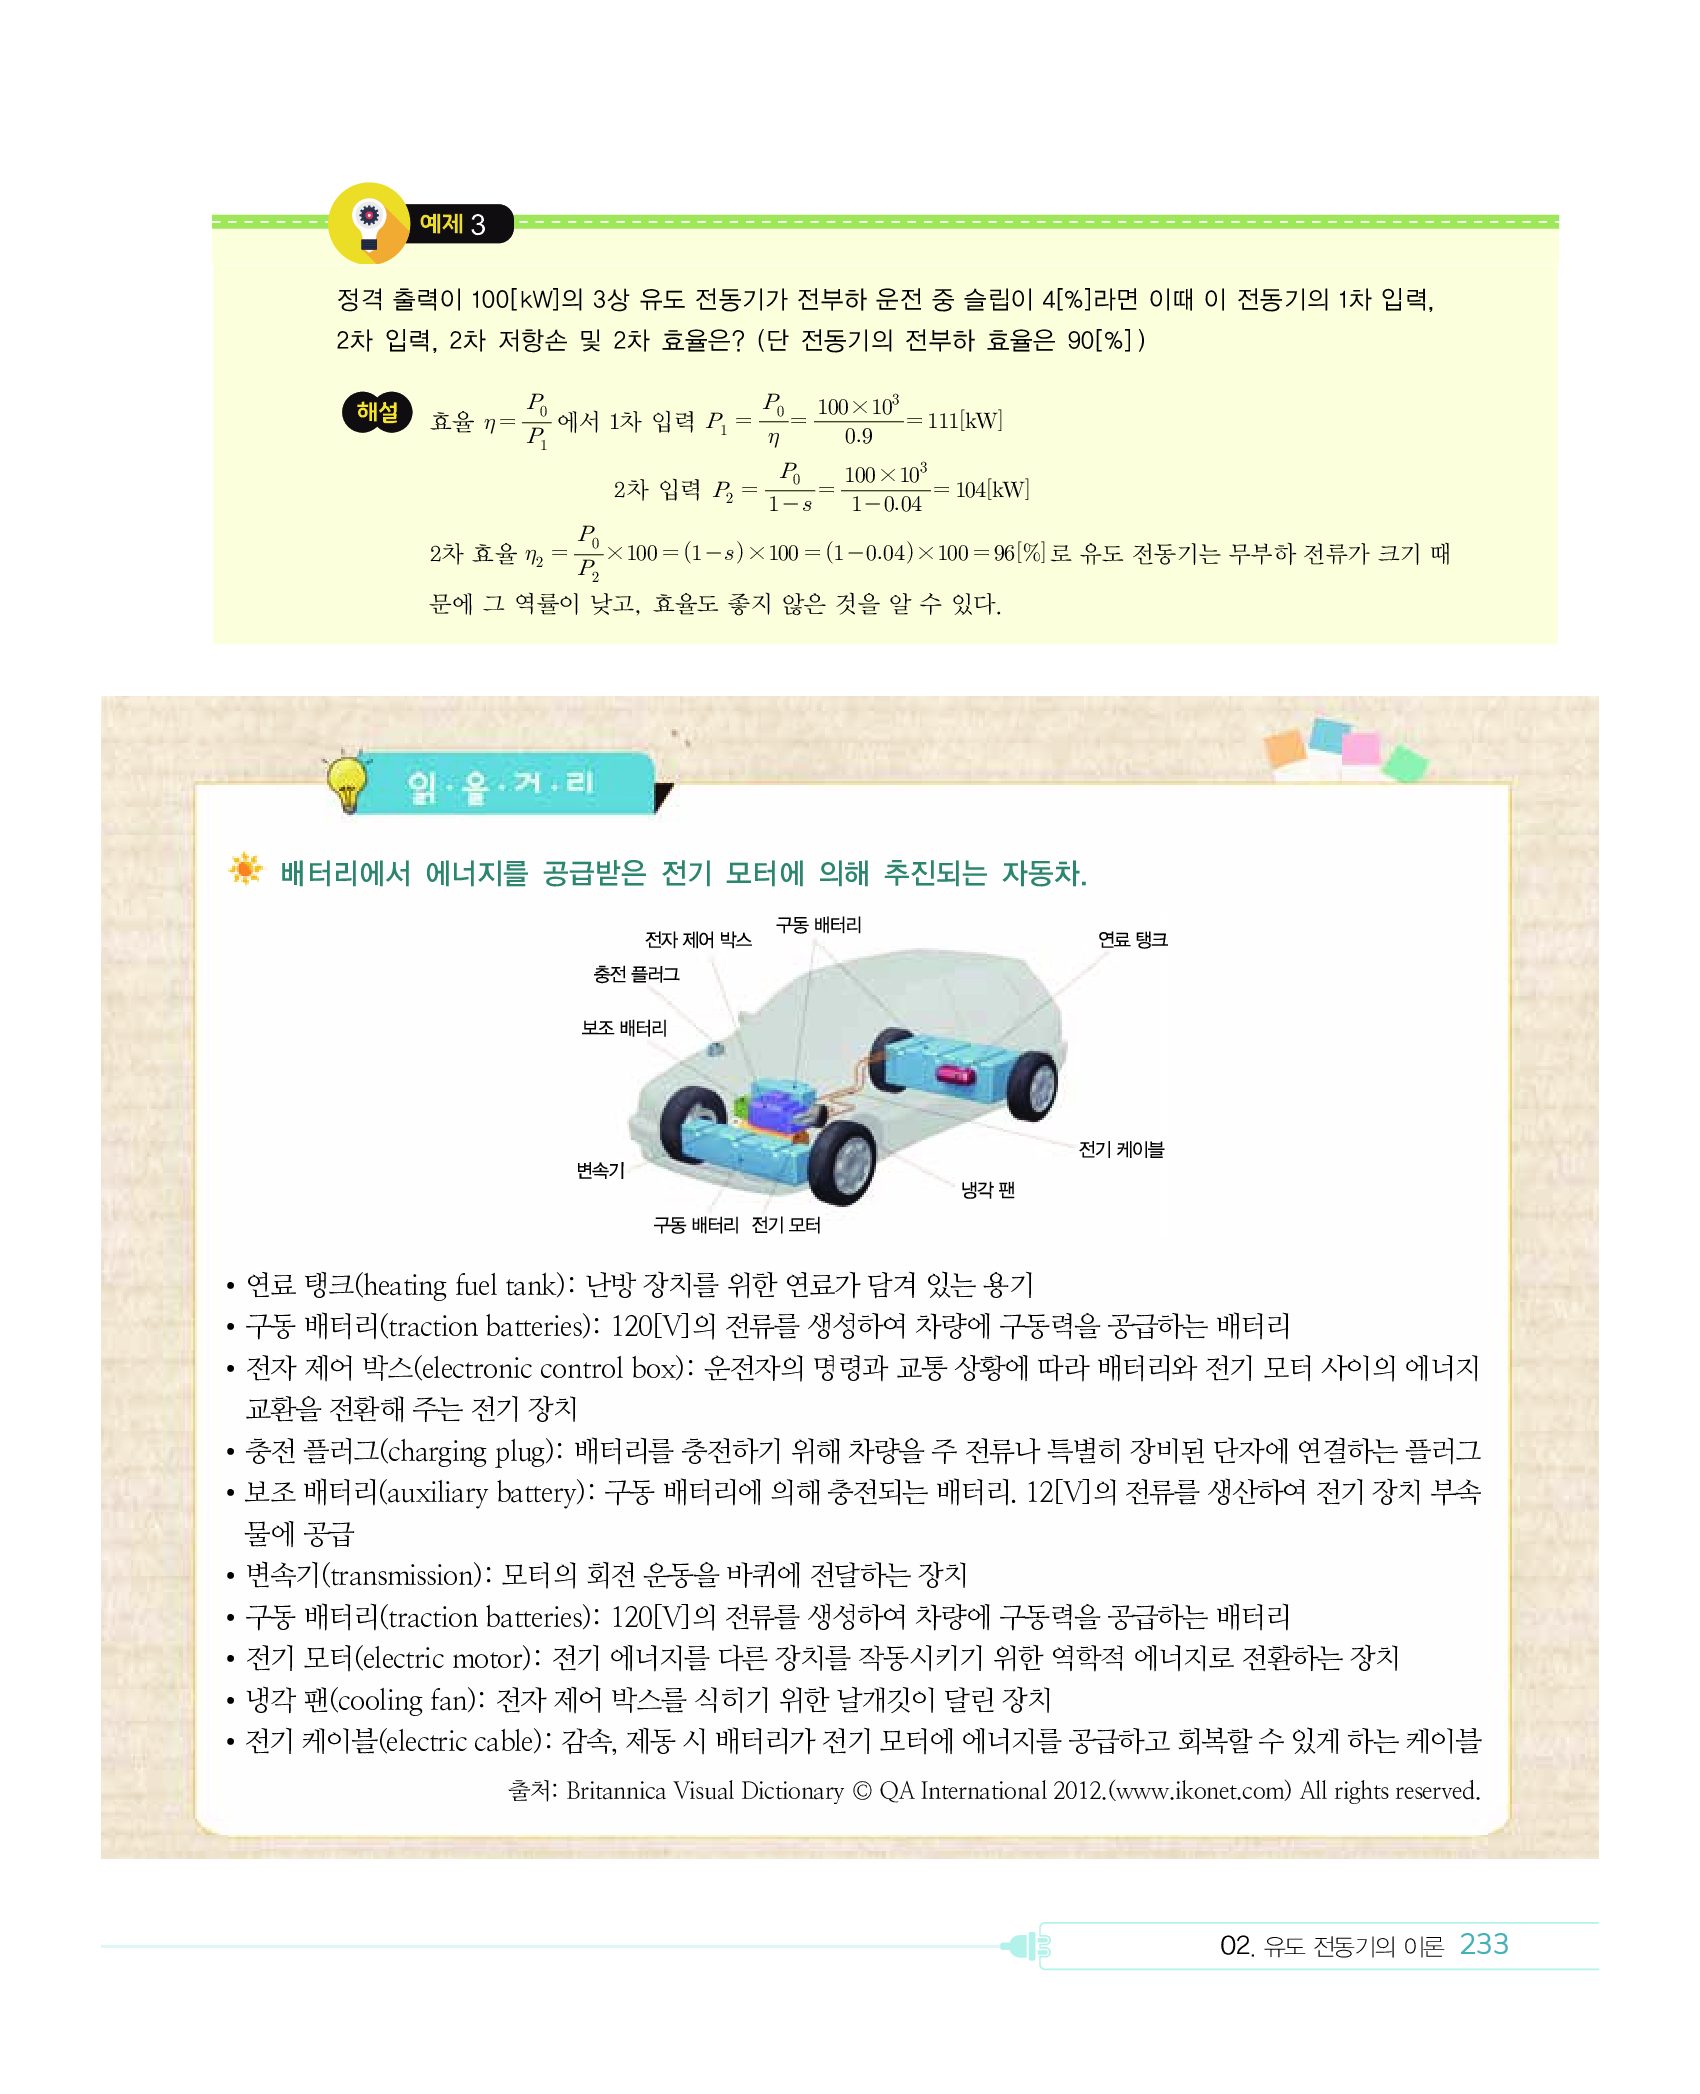 예제 3
정격 출력이 100[kW]의 3상 유도 전동기가 전부하 운전 중 슬립이 4[%]라면 이때 이 전동기의 1차 입력,
2차 입력, 2차 저항손 및 2차 효율은? (단 전동기의 전부하 효율은 90[%])
해설
효율 η = P₀/P₁ 에서 1차 입력 P₁ = P₀/η = 100×10³/0.9 = 111[kW]
2차 입력 P₂ = P₀/1-s = 100×10³/1-0.04 = 104[kW]
2차 효율 η₂ = P₀/P₂ ×100 = (1-s)×100 = (1-0.04)×100 = 96[%]로 유도 전동기는 무부하 전류가 크기 때
문에 그 역률이 낮고, 효율도 좋지 않은 것을 알 수 있다.
읽·을·거·리
배터리에서 에너지를 공급받은 전기 모터에 의해 추진되는 자동차.
구동 배터리
전자 제어 박스
연료 탱크
충전 플러그
보조 배터리
전기 케이블
변속기
냉각 팬
구동 배터리
전기 모터
• 연료 탱크(heating fuel tank): 난방 장치를 위한 연료가 담겨 있는 용기
• 구동 배터리(traction batteries): 120[V]의 전류를 생성하여 차량에 구동력을 공급하는 배터리
• 전자 제어 박스(electronic control box): 운전자의 명령과 교통 상황에 따라 배터리와 전기 모터 사이의 에너지
교환을 전환해 주는 전기 장치
• 충전 플러그(charging plug): 배터리를 충전하기 위해 차량을 주 전류나 특별히 장비된 단자에 연결하는 플러그
• 보조 배터리(auxiliary battery): 구동 배터리에 의해 충전되는 배터리. 12[V]의 전류를 생산하여 전기 장치 부속
물에 공급
• 변속기(transmission): 모터의 회전 운동을 바퀴에 전달하는 장치
• 구동 배터리(traction batteries): 120[V]의 전류를 생성하여 차량에 구동력을 공급하는 배터리
• 전기 모터(electric motor): 전기 에너지를 다른 장치를 작동시키기 위한 역학적 에너지로 전환하는 장치
• 냉각 팬(cooling fan): 전자 제어 박스를 식히기 위한 날개깃이 달린 장치
• 전기 케이블(electric cable): 감속, 제동 시 배터리가 전기 모터에 에너지를 공급하고 회복할 수 있게 하는 케이블
출처: Britannica Visual Dictionary © QA International 2012.(www.ikonet.com) All rights reserved.
02. 유도 전동기의 이론 233